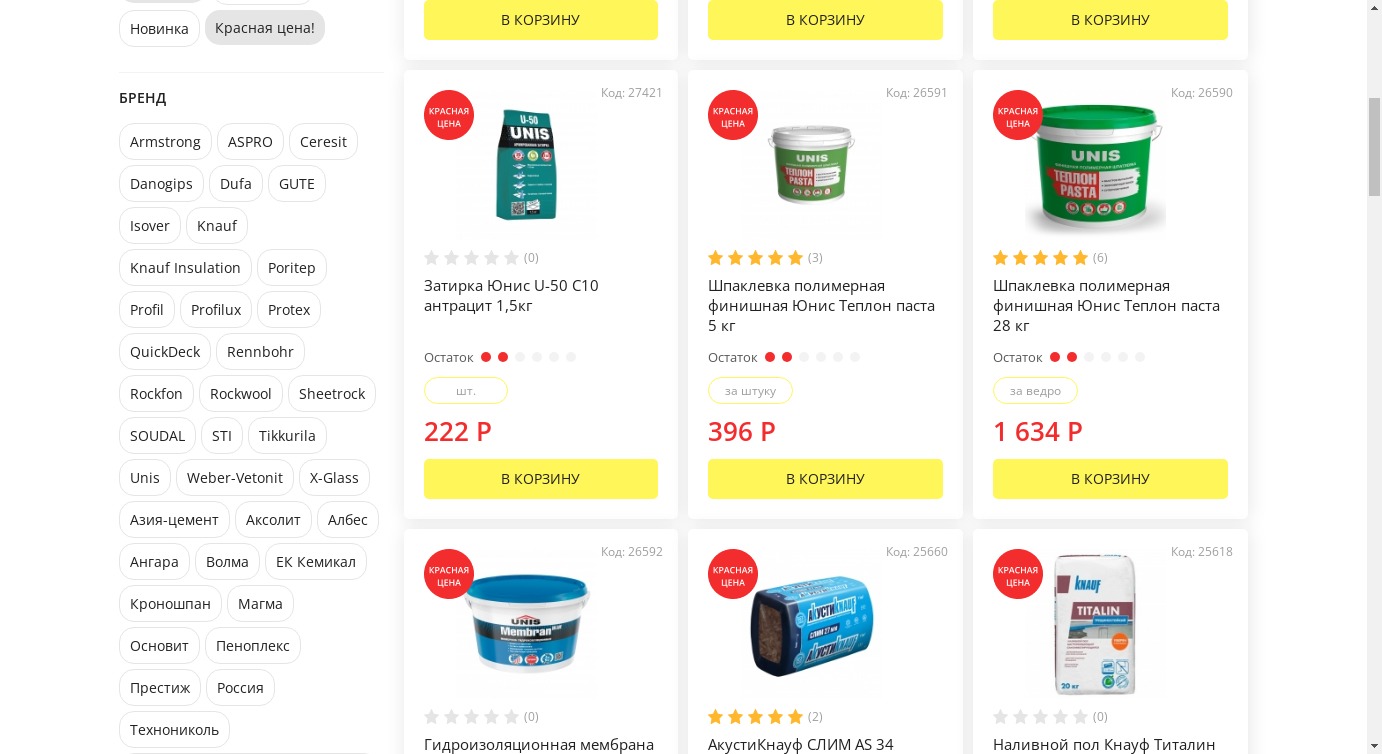 Новинка
Красная цена!
БРЕНД
Armstrong
ASPRO
Ceresit
Danogips
Dufa
GUTE
Isover
Knauf
Knauf Insulation
Poritep
Profil
Profilux
Protex
QuickDeck
Rennbohr
Rockfon
Rockwool
Sheetrock
SOUDAL
STI
Tikkurila
Unis
Weber-Vetonit
X-Glass
Азия-цемент
Аксолит
Албес
Ангара
Волма
ЕК Кемикал
Кроношпан
Магма
Основит
Пеноплекс
Престиж
Россия
Технониколь
В КОРЗИНУ
В КОРЗИНУ
В КОРЗИНУ
Код: 27421
КРАСНАЯ
ЦЕНА
U-50
UNIS
(0)
Затирка Юнис U-50 С10
антрацит 1,5кг
Остаток
шт.
222 Р
В КОРЗИНУ
Код: 26591
КРАСНАЯ
ЦЕНА
UNIS
ТЕПЛОН
PASTA
(3)
Шпаклевка полимерная
финишная Юнис Теплон паста
5 кг
Остаток
за штуку
396 Р
В КОРЗИНУ
Код: 26590
КРАСНАЯ
ЦЕНА
UNIS
ТЕПЛОН
PASTA
(6)
Шпаклевка полимерная
финишная Юнис Теплон паста
28 кг
Остаток
за ведро
1 634 Р
В КОРЗИНУ
Код: 26592
КРАСНАЯ
ЦЕНА
UNIS
Membran
(0)
Гидроизоляционная мембрана
Код: 25660
КРАСНАЯ
ЦЕНА
АкустиKNAUF
СЛИМ 27 мм
АкустиKNAUF
(2)
АкустиКнауф СЛИМ AS 34
Код: 25618
КРАСНАЯ
ЦЕНА
KNAUF
TITALIN
20 кг
(0)
Наливной пол Кнауф Титалин